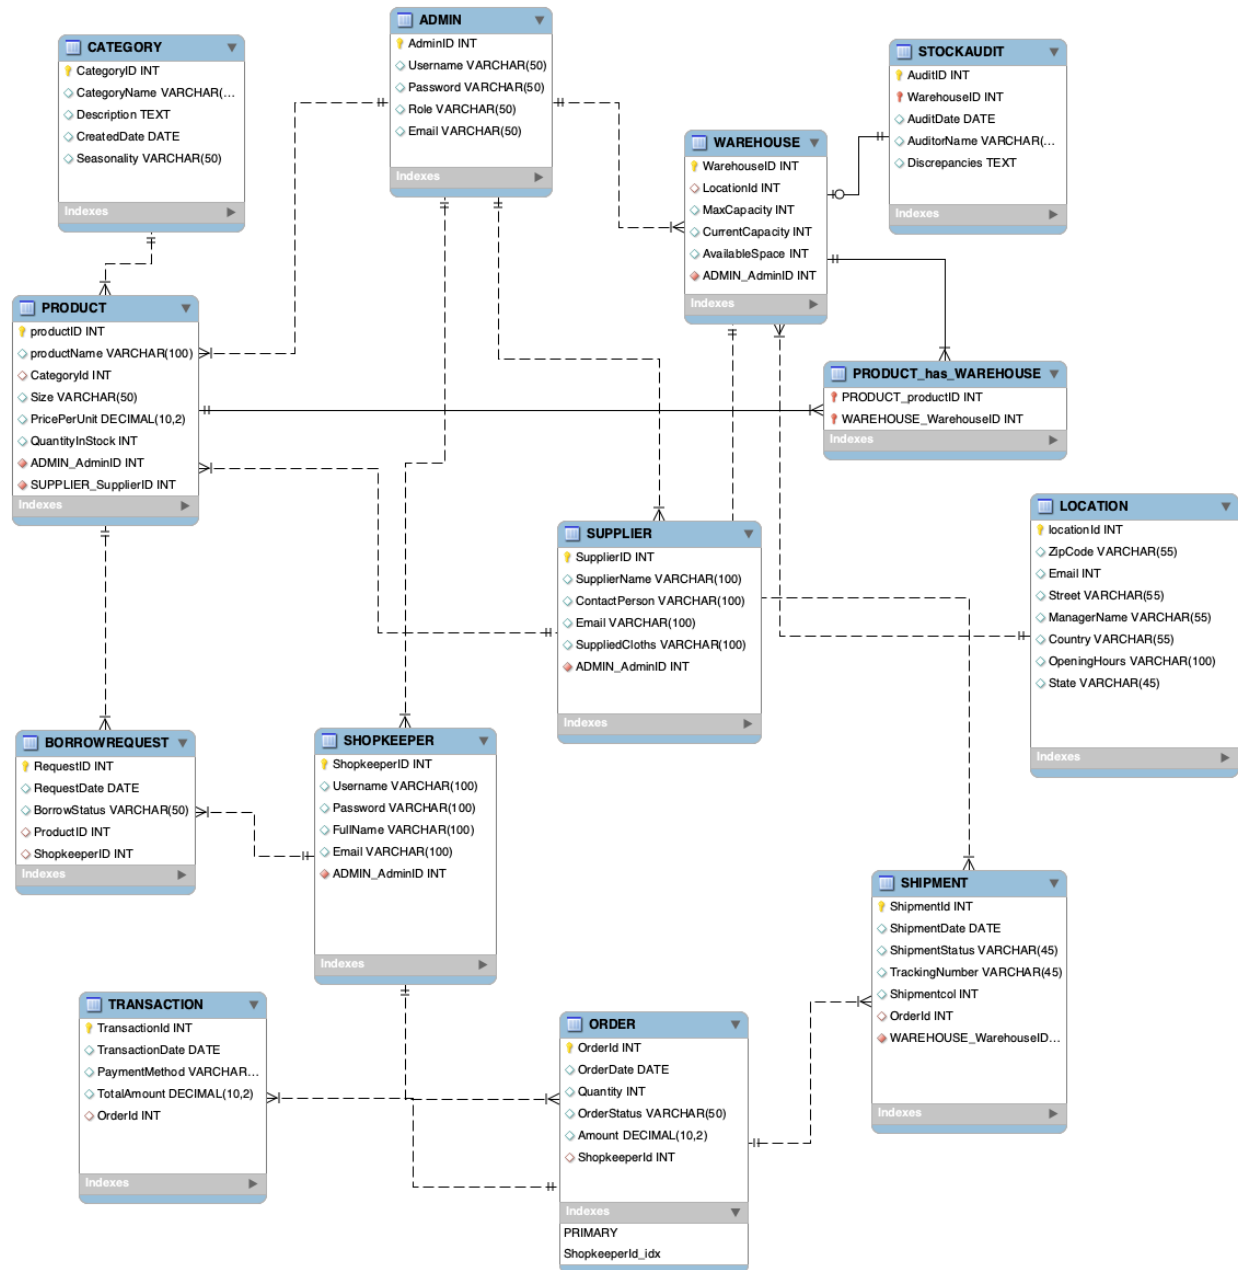 CATEGORY
CategoryID INT
CategoryName VARCHAR(...
Description TEXT
CreatedDate DATE
Seasonality VARCHAR(50)
Indexes
ADMIN
AdminID INT
Username VARCHAR(50)
Password VARCHAR(50)
Role VARCHAR(50)
Email VARCHAR(50)
Indexes
STOCKAUDIT
AuditID INT
WarehouseID INT
AuditDate DATE
AuditorName VARCHAR(...
Discrepancies TEXT
Indexes
WAREHOUSE
WarehouseID INT
LocationId INT
MaxCapacity INT
CurrentCapacity INT
AvailableSpace INT
ADMIN_AdminID INT
Indexes
PRODUCT
productID INT
productName VARCHAR(100)
CategoryId INT
Size VARCHAR(50)
PricePerUnit DECIMAL(10,2)
QuantityInStock INT
ADMIN_AdminID INT
SUPPLIER_SupplierID INT
Indexes
PRODUCT_has_WAREHOUSE
PRODUCT_productID INT
WAREHOUSE_WarehouseID INT
Indexes
SUPPLIER
SupplierID INT
SupplierName VARCHAR(100)
ContactPerson VARCHAR(100)
Email VARCHAR(100)
SuppliedCloths VARCHAR(100)
ADMIN_AdminID INT
Indexes
LOCATION
locationId INT
ZipCode VARCHAR(55)
Email INT
Street VARCHAR(55)
ManagerName VARCHAR(55)
Country VARCHAR(55)
OpeningHours VARCHAR(100)
State VARCHAR(45)
Indexes
BORROWREQUEST
RequestID INT
RequestDate DATE
BorrowStatus VARCHAR(50)
ProductID INT
ShopkeeperID INT
Indexes
SHOPKEEPER
ShopkeeperID INT
Username VARCHAR(100)
Password VARCHAR(100)
FullName VARCHAR(100)
Email VARCHAR(100)
ADMIN_AdminID INT
Indexes
SHIPMENT
ShipmentId INT
ShipmentDate DATE
ShipmentStatus VARCHAR(45)
TrackingNumber VARCHAR(45)
Shipmentcol INT
OrderId INT
WAREHOUSE_WarehouseID...
Indexes
TRANSACTION
TransactionId INT
TransactionDate DATE
PaymentMethod VARCHAR...
TotalAmount DECIMAL(10,2)
OrderId INT
Indexes
ORDER
OrderId INT
OrderDate DATE
Quantity INT
OrderStatus VARCHAR(50)
Amount DECIMAL(10,2)
ShopkeeperId INT
Indexes
PRIMARY
ShopkeeperId_idx